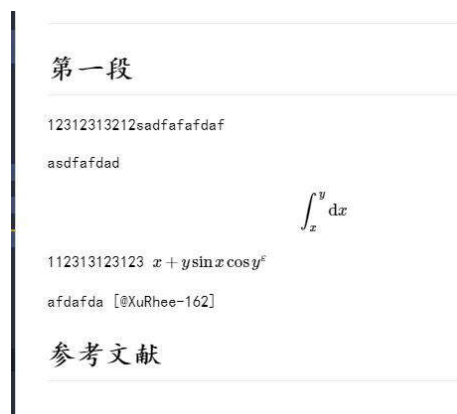 第一段
12312313212sadfafafdaf
asdfafdad
∫_x^y dx
112313123123 x + y sin x cos y^ε
afdafda [@XuRhee-162]
参考文献